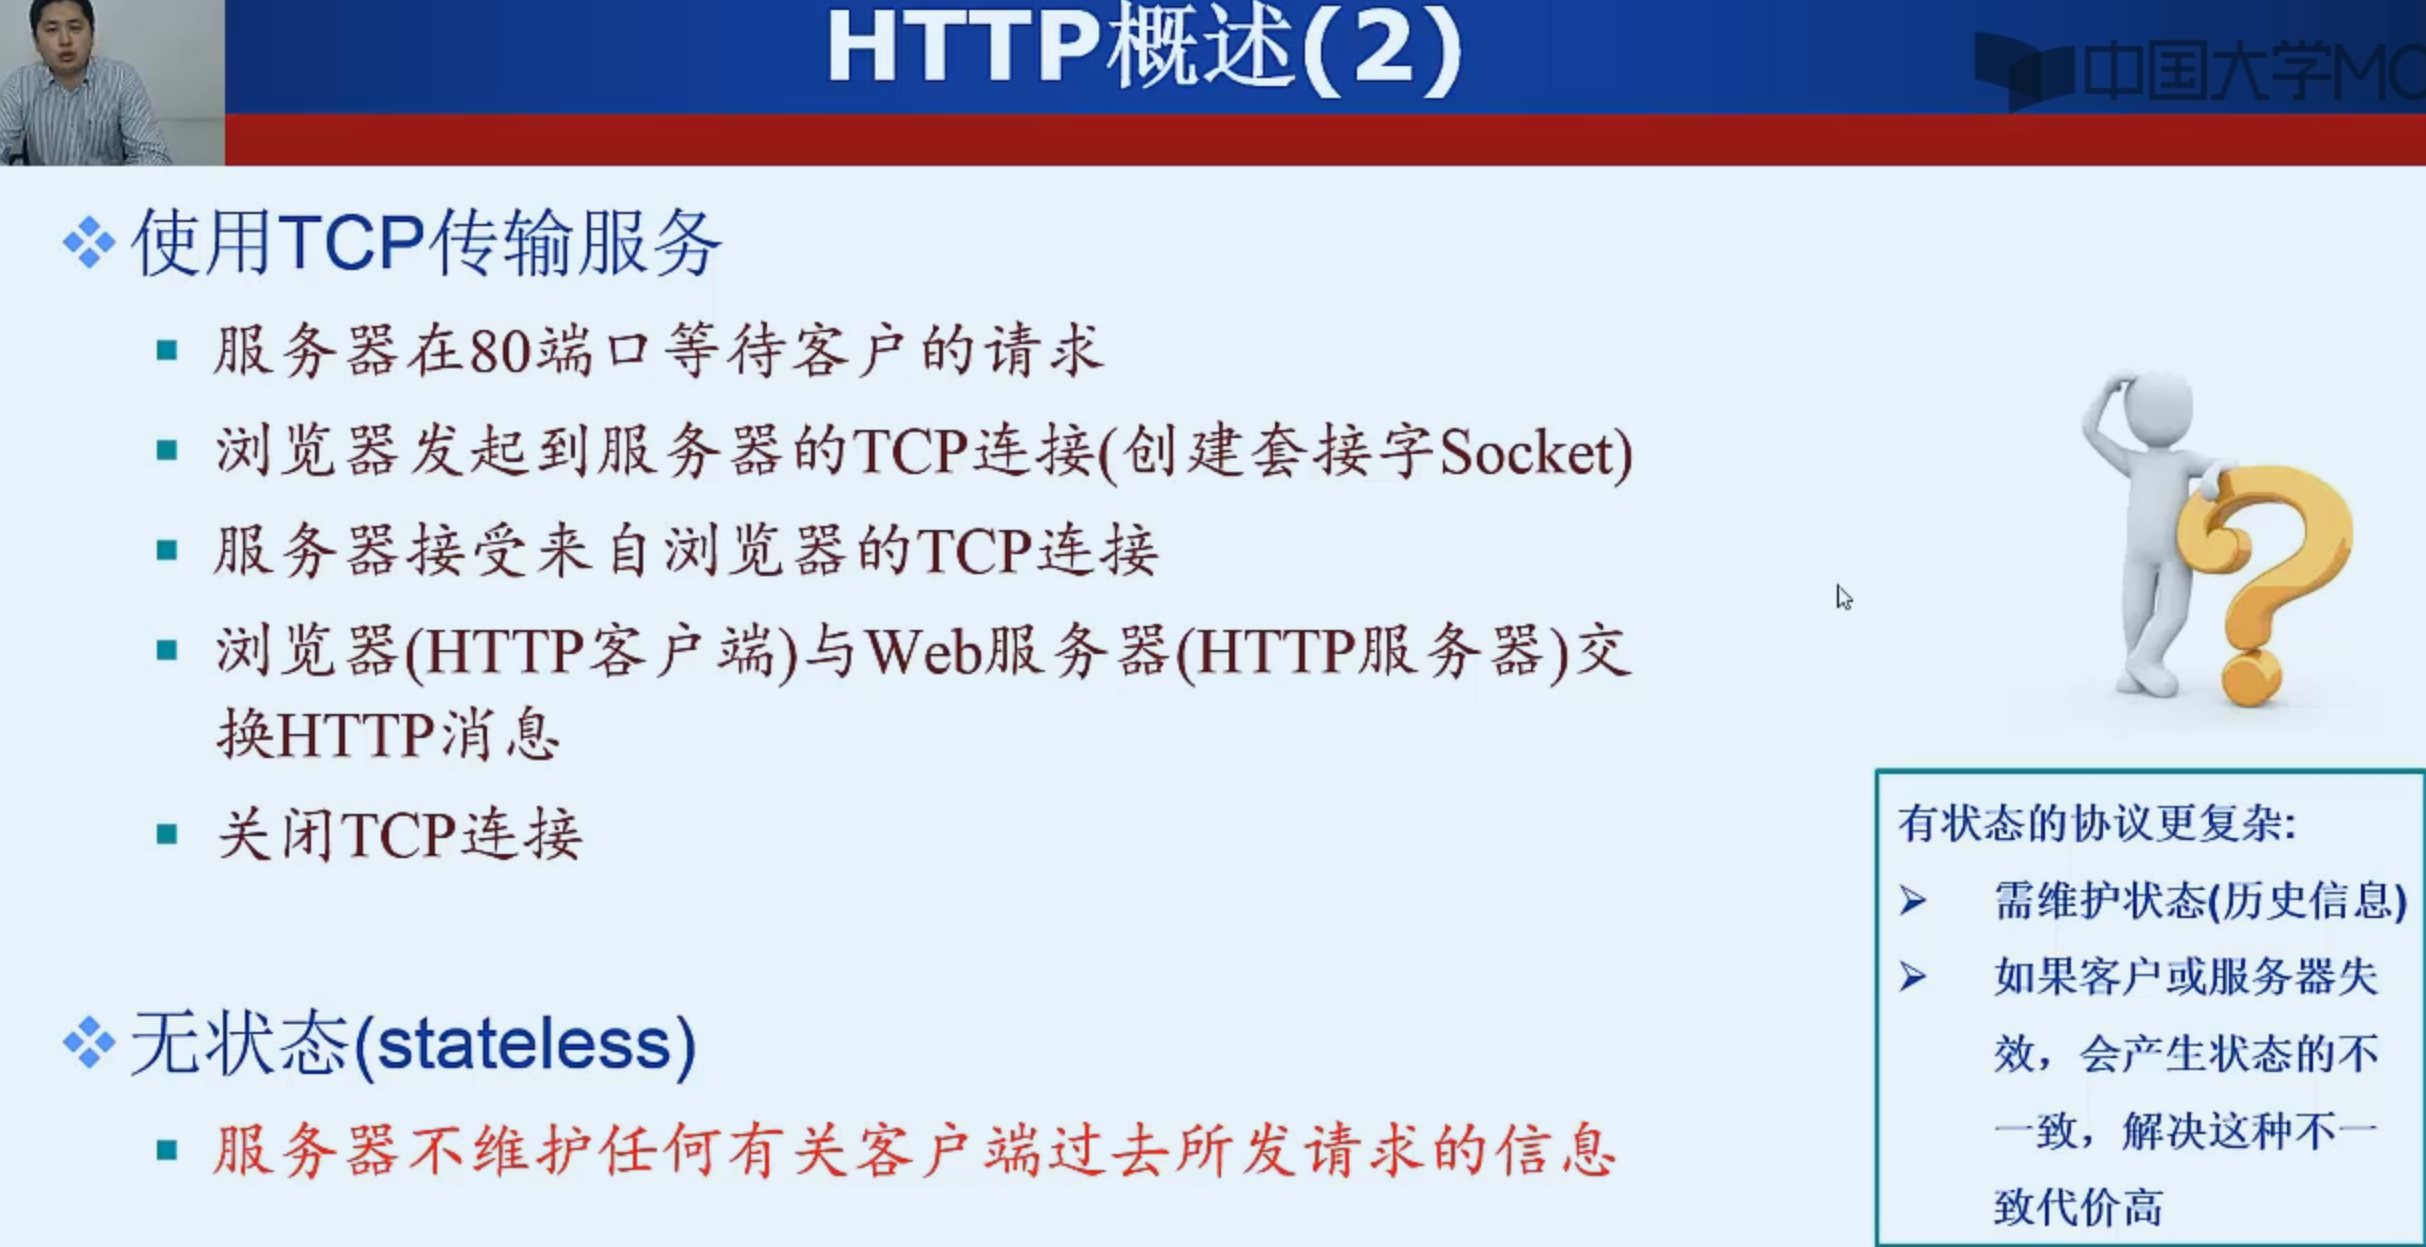 HTTP概述(2)
中国大学MO
使用TCP传输服务
服务器在80端口等待客户的请求
浏览器发起到服务器的TCP连接(创建套接字Socket)
服务器接受来自浏览器的TCP连接
浏览器(HTTP客户端)与Web服务器(HTTP服务器)交
换HTTP消息
关闭TCP连接
无状态(stateless)
服务器不维护任何有关客户端过去所发请求的信息
有状态的协议更复杂:
需维护状态(历史信息)
如果客户或服务器失
效，会产生状态的不
一致，解决这种不一
致代价高